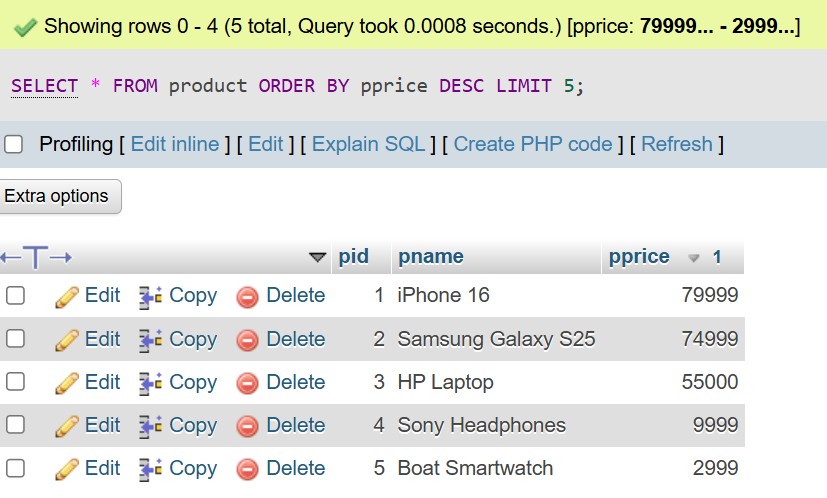 Showing rows 0 - 4 (5 total, Query took 0.0008 seconds.) [pprice: 79999... - 2999...]
SELECT * FROM product ORDER BY pprice DESC LIMIT 5;
Profiling [ Edit inline ] [ Edit ] [ Explain SQL ] [ Create PHP code ] [ Refresh ]
Extra options
←T→ pid pname pprice 1
Edit Copy Delete 1 iPhone 16 79999
Edit Copy Delete 2 Samsung Galaxy S25 74999
Edit Copy Delete 3 HP Laptop 55000
Edit Copy Delete 4 Sony Headphones 9999
Edit Copy Delete 5 Boat Smartwatch 2999